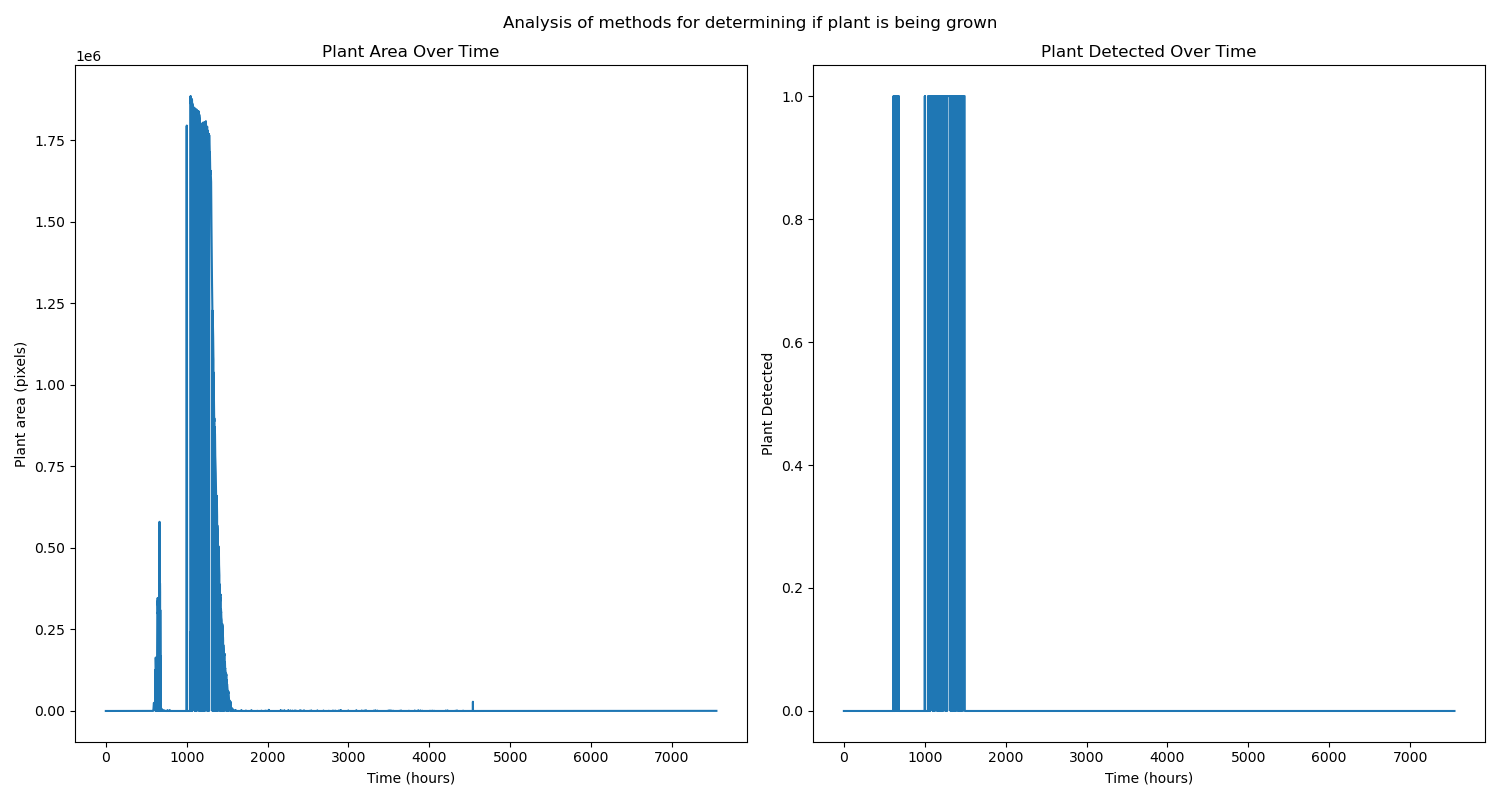 Analysis of methods for determining if plant is being grown
Plant Area Over Time
1e6
Plant area (pixels)
1.75
1.50
1.25
1.00
0.75
0.50
0.25
0.00
0 1000 2000 3000 4000 5000 6000 7000
Time (hours)
Plant Detected Over Time
Plant Detected
1.0
0.8
0.6
0.4
0.2
0.0
0 1000 2000 3000 4000 5000 6000 7000
Time (hours)